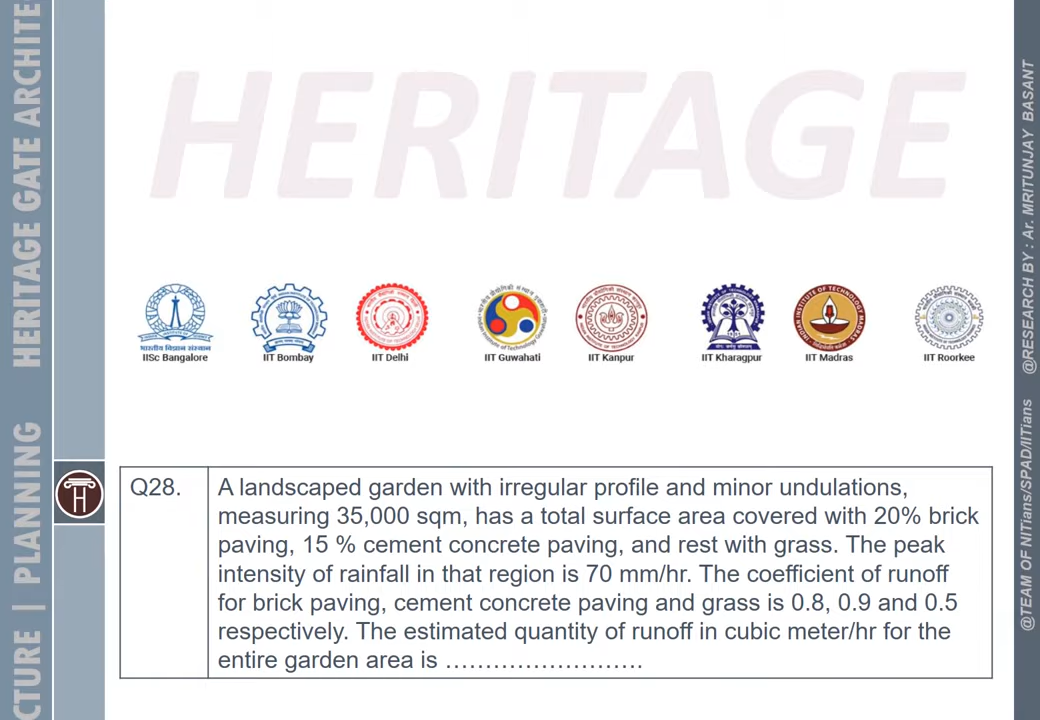 HERITAGE
HERITAGE GATE ARCHITE
CTURE | PLANNING
IISc Bangalore
IIT Bombay
IIT Delhi
IIT Guwahati
IIT Kanpur
IIT Kharagpur
IIT Madras
IIT Roorkee
Q28.
A landscaped garden with irregular profile and minor undulations,
measuring 35,000 sqm, has a total surface area covered with 20% brick
paving, 15 % cement concrete paving, and rest with grass. The peak
intensity of rainfall in that region is 70 mm/hr. The coefficient of runoff
for brick paving, cement concrete paving and grass is 0.8, 0.9 and 0.5
respectively. The estimated quantity of runoff in cubic meter/hr for the
entire garden area is …………………….
@RESEARCH BY : Ar. MRITUNJAY BASANT
@TEAM OF NITians/SPAD/IITians